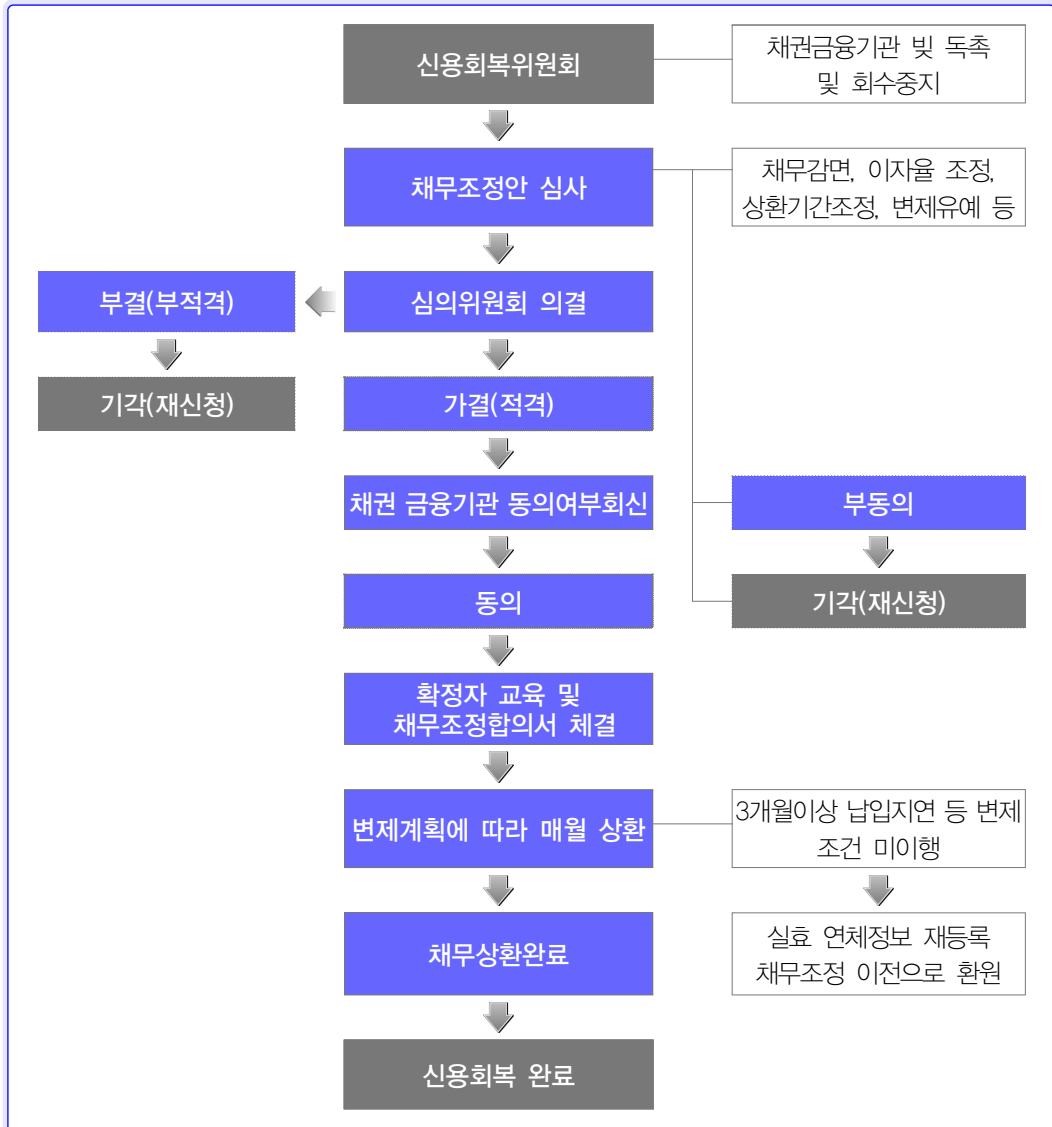 신용회복위원회
채권금융기관 빚 독촉
및 회수중지
채무조정안 심사
채무감면, 이자율 조정,
상환기간조정, 변제유예 등
부결(부적격)
심의위원회 의결
기각(재신청)
가결(적격)
채권 금융기관 동의여부회신
부동의
동의
기각(재신청)
확정자 교육 및
채무조정합의서 체결
변제계획에 따라 매월 상환
3개월이상 납입지연 등 변제
조건 미이행
채무상환완료
실효 연체정보 재등록
채무조정 이전으로 환원
신용회복 완료